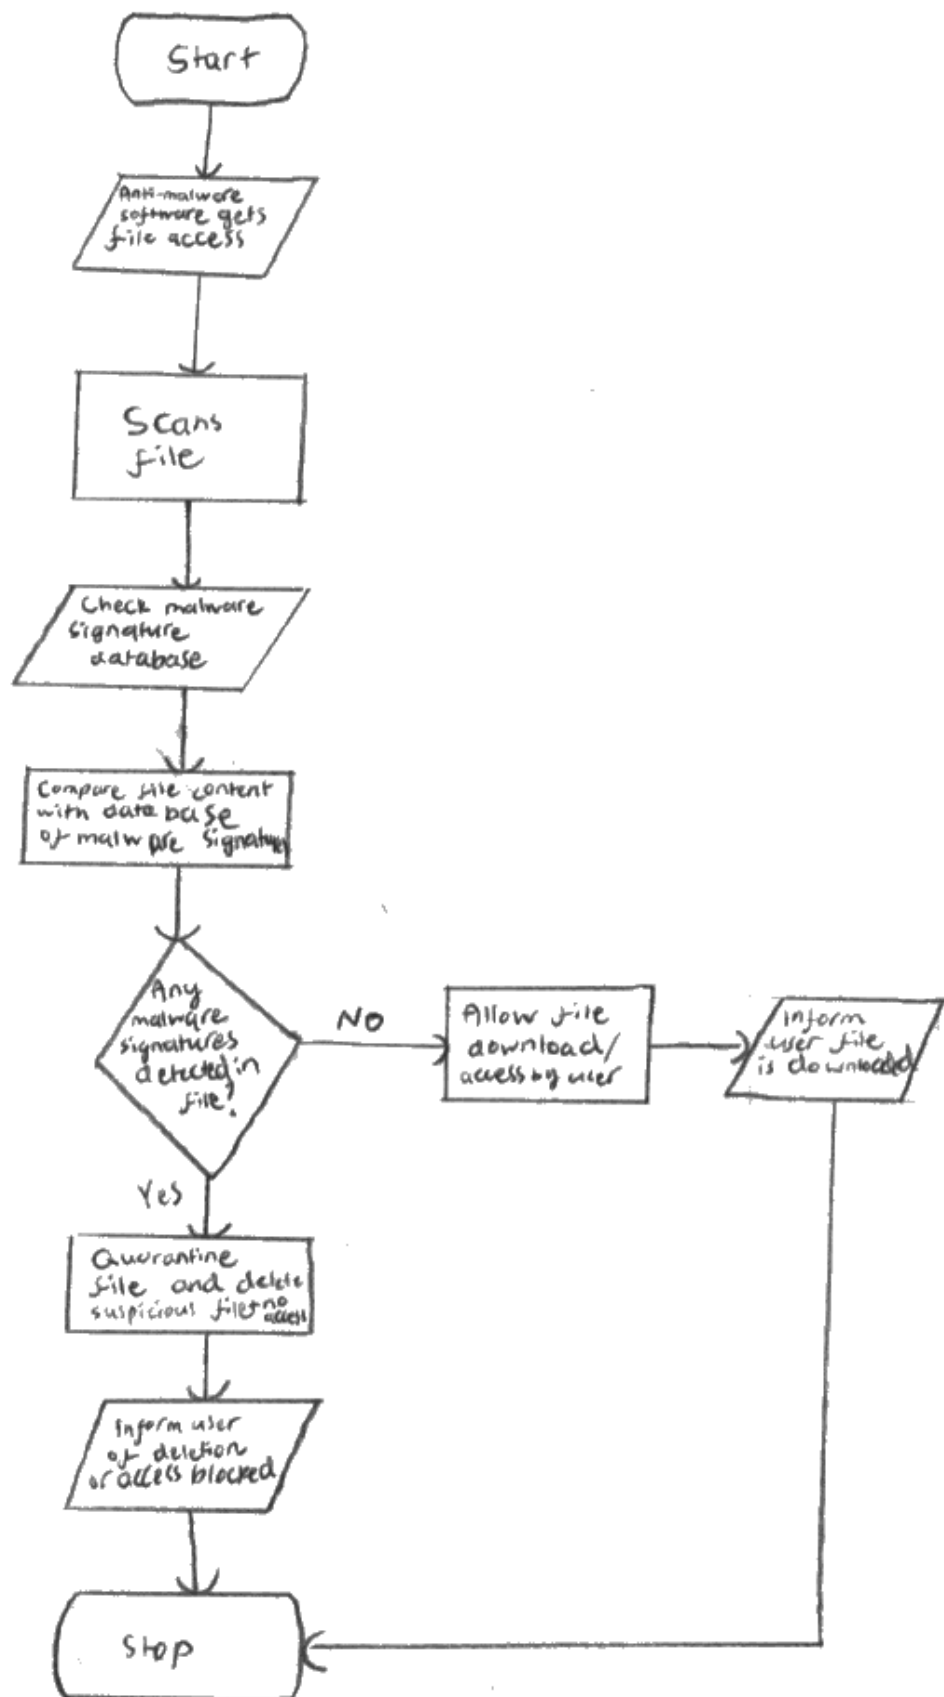 Start
Anti-malware
software gets
file access
Scans
file
Check malware
signature
database
Compare file content
with database
of malware signatures
Any
malware
signatures
detected in
file?
NO
Allow file
download/
access by user
Inform
user file
is downloaded
Yes
Quarantine
file and delete
suspicious file + no
access
Inform user
of deletion
or access blocked
Stop